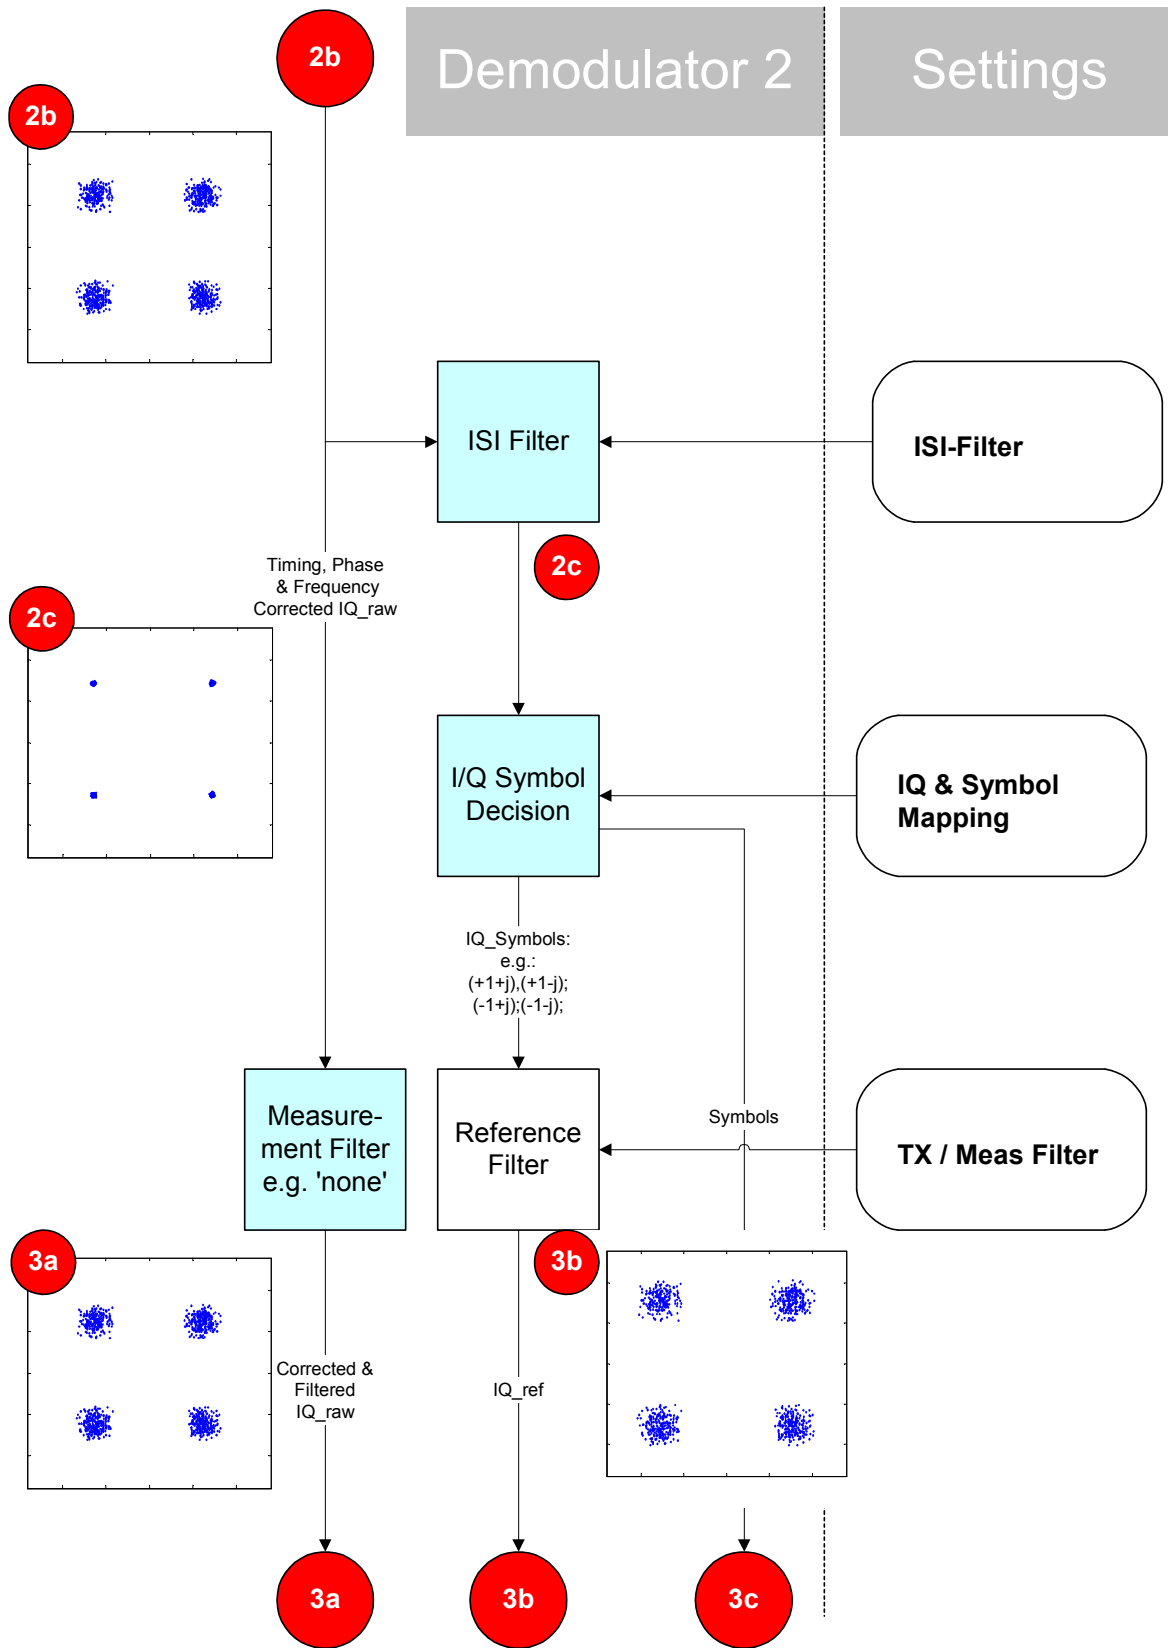 2b
Demodulator 2
Settings
2b
ISI Filter
ISI-Filter
2c
Timing, Phase
& Frequency
Corrected IQ_raw
2c
I/Q Symbol
Decision
IQ & Symbol
Mapping
IQ_Symbols:
e.g.:
(+1+j),(+1-j);
(-1+j);(-1-j);
Measure-
ment Filter
e.g. 'none'
Reference
Filter
Symbols
TX / Meas Filter
3a
3b
Corrected &
Filtered
IQ_raw
IQ_ref
3a
3b
3c